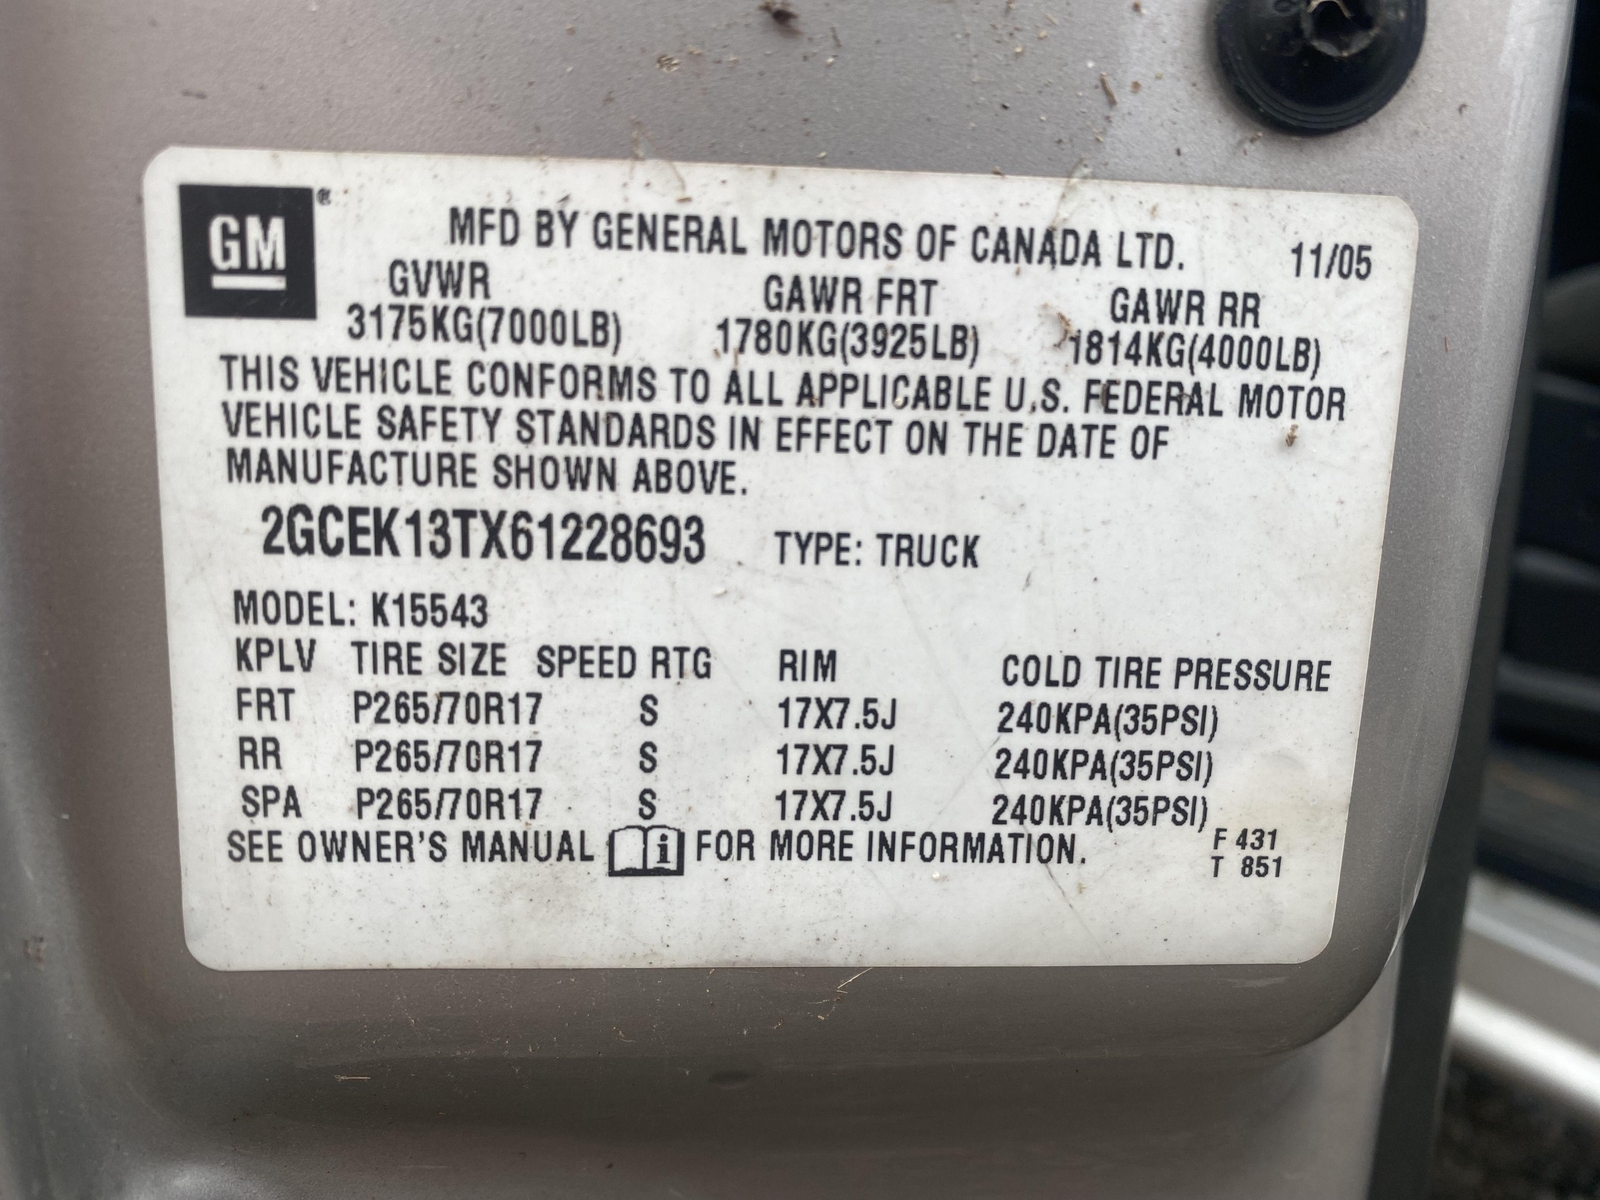 GM®
MFD BY GENERAL MOTORS OF CANADA LTD. 11/05
GVWR GAWR FRT GAWR RR
3175KG(7000LB) 1780KG(3925LB) 1814KG(4000LB)
THIS VEHICLE CONFORMS TO ALL APPLICABLE U.S. FEDERAL MOTOR
VEHICLE SAFETY STANDARDS IN EFFECT ON THE DATE OF
MANUFACTURE SHOWN ABOVE.
2GCEK13TX61228693 TYPE: TRUCK
MODEL: K15543
KPLV TIRE SIZE SPEED RTG RIM COLD TIRE PRESSURE
FRT P265/70R17 S 17X7.5J 240KPA(35PSI)
RR P265/70R17 S 17X7.5J 240KPA(35PSI)
SPA P265/70R17 S 17X7.5J 240KPA(35PSI)
SEE OWNER'S MANUAL i FOR MORE INFORMATION.
F 431
T 851